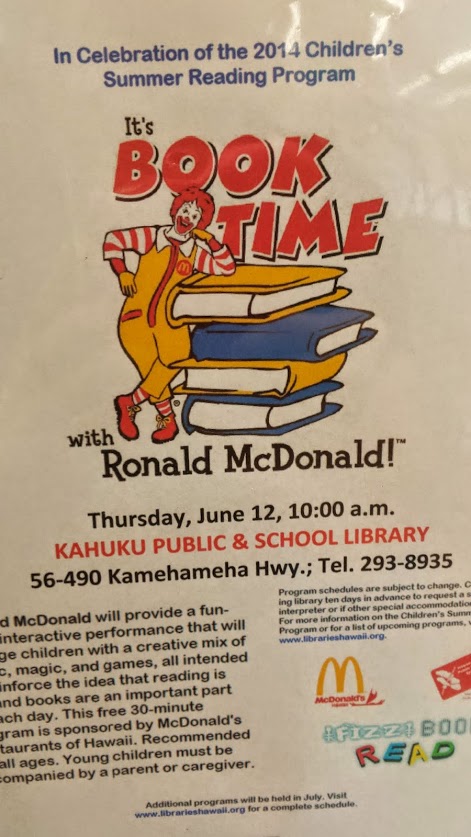 In Celebration of the 2014 Children's
Summer Reading Program
It's
BOOK
TIME
with
Ronald McDonald!™
Thursday, June 12, 10:00 a.m.
KAHUKU PUBLIC & SCHOOL LIBRARY
56-490 Kamehameha Hwy.; Tel. 293-8935
d McDonald will provide a fun-
interactive performance that will
ge children with a creative mix of
c, magic, and games, all intended
inforce the idea that reading is
and books are an important part
ach day. This free 30-minute
gram is sponsored by McDonald's
taurants of Hawaii. Recommended
all ages. Young children must be
companied by a parent or caregiver.
Program schedules are subject to change. C
ing library ten days in advance to request a s
interpreter or if other special accommodatio
For more information on the Children's Summ
Program or for a list of upcoming programs,
www.librarieshawaii.org.
McDonald's
FIZZ BOO
READ
Additional programs will be held in July. Visit
www.librarieshawaii.org for a complete schedule.